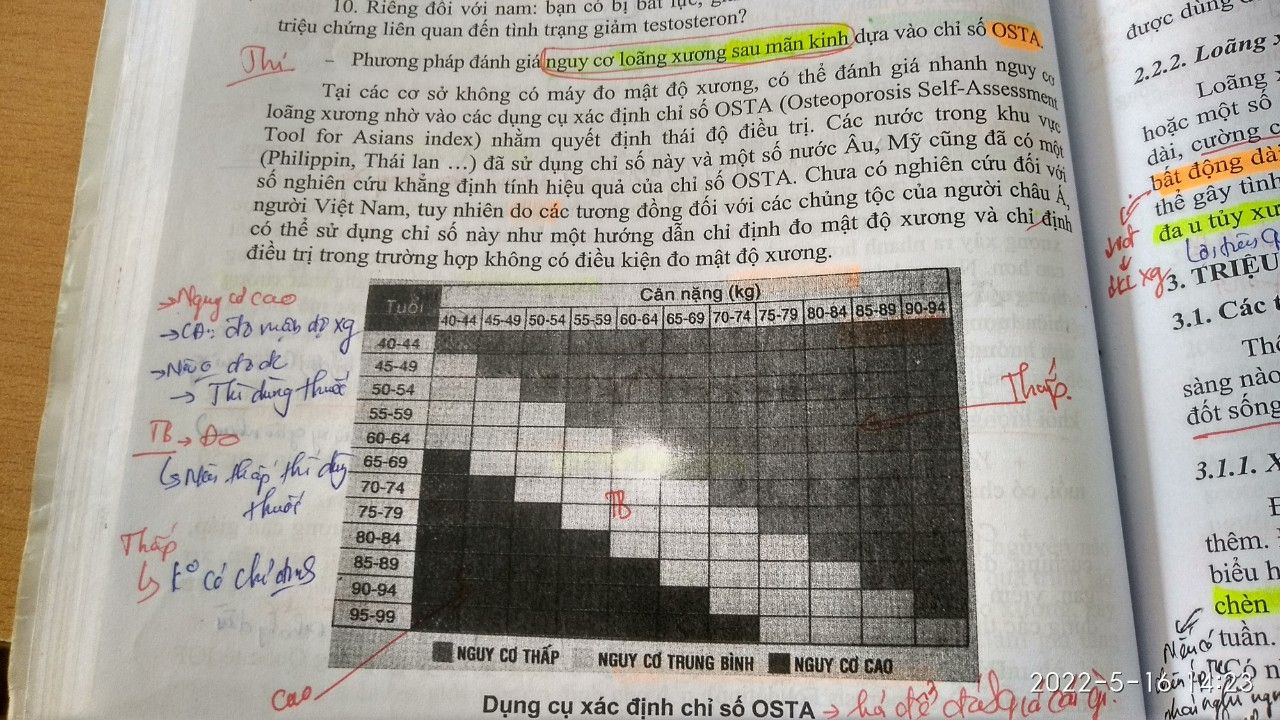 10. Riêng đối với nam: bạn có bị bất lực,
triệu chứng liên quan đến tình trạng giảm testosteron?
Thi
– Phương pháp đánh giá nguy cơ loãng xương sau mãn kinh dựa vào chỉ số OSTA.
Tại các cơ sở không có máy đo mật độ xương, có thể đánh giá nhanh nguy cơ
loãng xương nhờ vào các dụng cụ xác định chỉ số OSTA (Osteoporosis Self-Assessment
Tool for Asians index) nhằm quyết định thái độ điều trị. Các nước trong khu vực
(Philippin, Thái lan ...) đã sử dụng chỉ số này và một số nước Âu, Mỹ cũng đã có một
số nghiên cứu khẳng định tính hiệu quả của chỉ số OSTA. Chưa có nghiên cứu đối với
người Việt Nam, tuy nhiên do các tương đồng đối với các chủng tộc của người châu Á,
có thể sử dụng chỉ số này như một hướng dẫn chỉ định đo mật độ xương và chỉ định
điều trị trong trường hợp không có điều kiện đo mật độ xương.
→ Nguy cơ cao
→ CĐ: đo mật độ xg
→ Nếu đo đc
→ Thì dùng thuốc
TB → Đo
↳ Nếu thấp thì dùng
thuốc
Thấp
↳ ko có chỉ định
Tuổi
Cân nặng (kg)
40-44 45-49 50-54 55-59 60-64 65-69 70-74 75-79 80-84 85-89 90-94
40-44
45-49
50-54
55-59
60-64
65-69
70-74
75-79
80-84
85-89
90-94
95-99
Thấp.
TB
Cao
NGUY CƠ THẤP NGUY CƠ TRUNG BÌNH NGUY CƠ CAO
Dụng cụ xác định chỉ số OSTA →
được dùng
2.2.2. Loãng
Loãng
hoặc một số
dài, cường
bất động dài
thể gây tình
đa u tủy xư
3. TRIỆU
3.1. Các
Thể
sàng nào
đốt sống
3.1.1. X
Đ
thêm.
biểu h
chèn
tuần.
Có n
2022-5-16 14:23